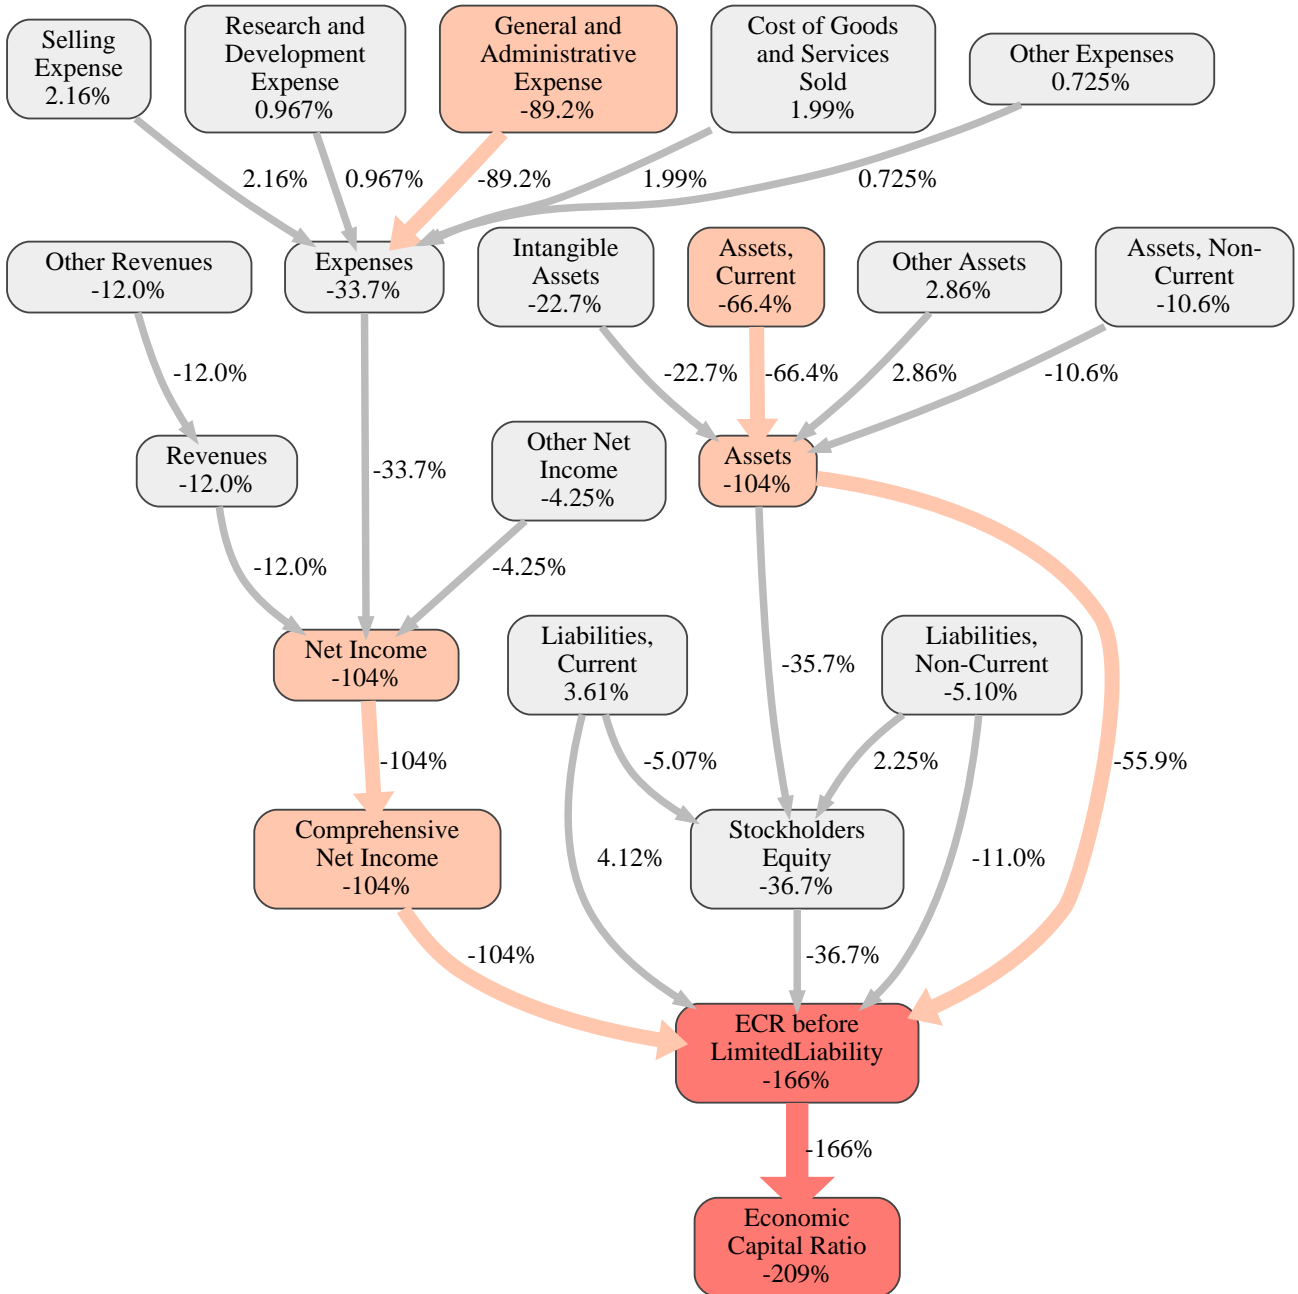 Selling
Expense
2.16%
Research and
Development
Expense
0.967%
General and
Administrative
Expense
-89.2%
Cost of Goods
and Services
Sold
1.99%
Other Expenses
0.725%
2.16%
0.967%
-89.2%
1.99%
0.725%
Other Revenues
-12.0%
Expenses
-33.7%
Intangible
Assets
-22.7%
Assets,
Current
-66.4%
Other Assets
2.86%
Assets, Non-
Current
-10.6%
-12.0%
-22.7%
-66.4%
2.86%
-10.6%
Revenues
-12.0%
-33.7%
Other Net
Income
-4.25%
Assets
-104%
-12.0%
-4.25%
Net Income
-104%
Liabilities,
Current
3.61%
-35.7%
Liabilities,
Non-Current
-5.10%
-104%
-5.07%
2.25%
-55.9%
Comprehensive
Net Income
-104%
4.12%
Stockholders
Equity
-36.7%
-11.0%
-104%
-36.7%
ECR before
LimitedLiability
-166%
-166%
Economic
Capital Ratio
-209%